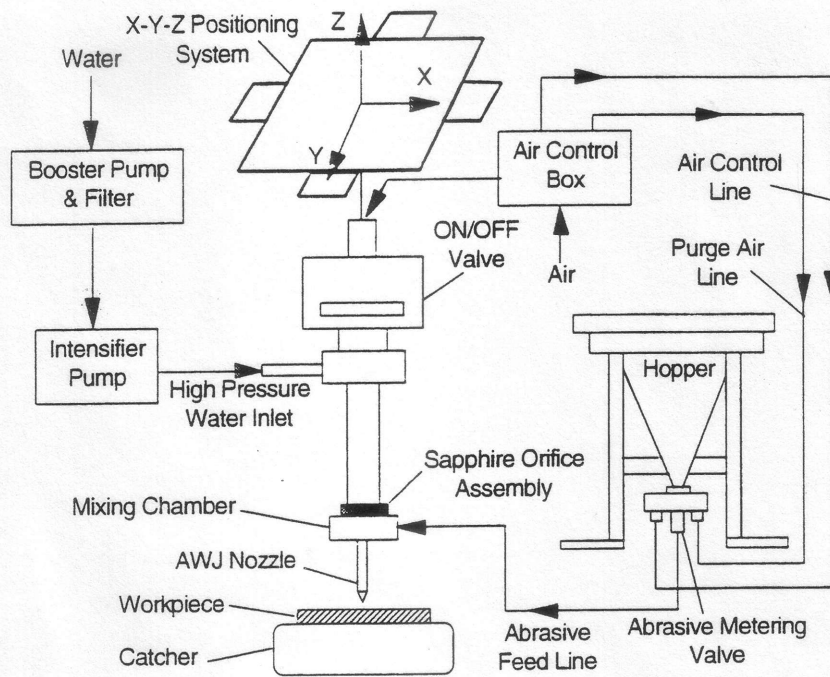 X-Y-Z Positioning
System
Z
X
Y
Water
Booster Pump
& Filter
Air Control
Box
Air Control
Line
ON/OFF
Valve
Air
Purge Air
Line
Intensifier
Pump
High Pressure
Water Inlet
Hopper
Sapphire Orifice
Assembly
Mixing Chamber
AWJ Nozzle
Workpiece
Catcher
Abrasive
Feed Line
Abrasive Metering
Valve